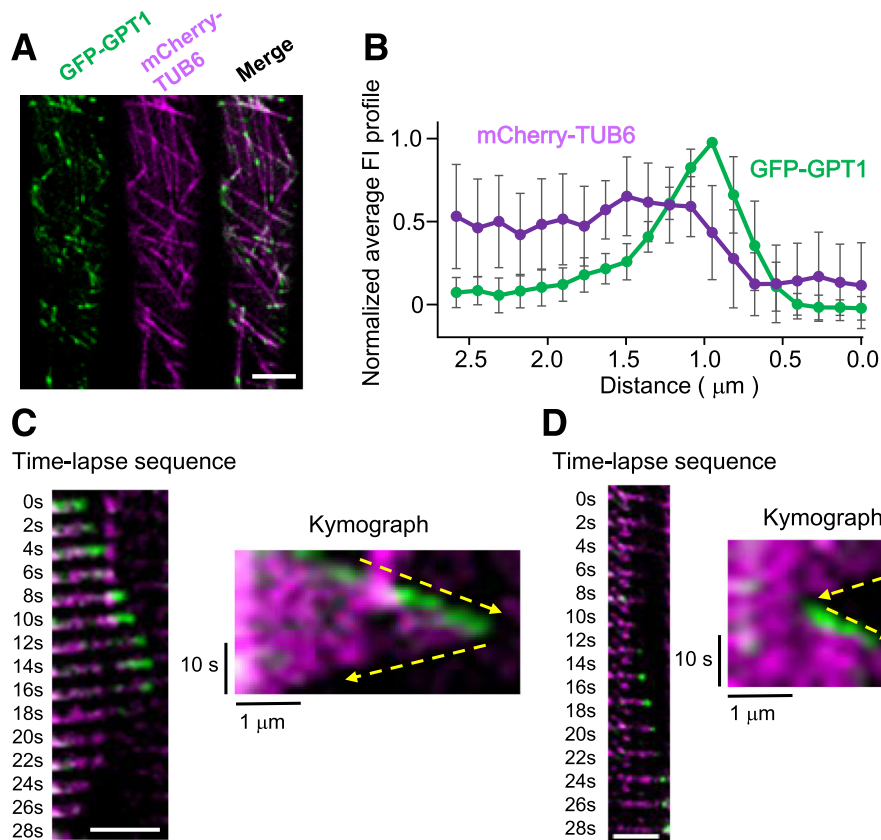 A
GFP-GPT1
mCherry-
TUB6
Merge
B
Normalized average FI profile
1.0
0.5
0
mCherry-TUB6
GFP-GPT1
2.5
2.0
1.5
1.0
0.5
0.0
Distance ( μm )
C
Time-lapse sequence
0s
2s
4s
6s
8s
10s
12s
14s
16s
18s
20s
22s
24s
26s
28s
Kymograph
10 s
1 μm
D
Time-lapse sequence
0s
2s
4s
6s
8s
10s
12s
14s
16s
18s
20s
22s
24s
26s
28s
Kymograph
10 s
1 μm